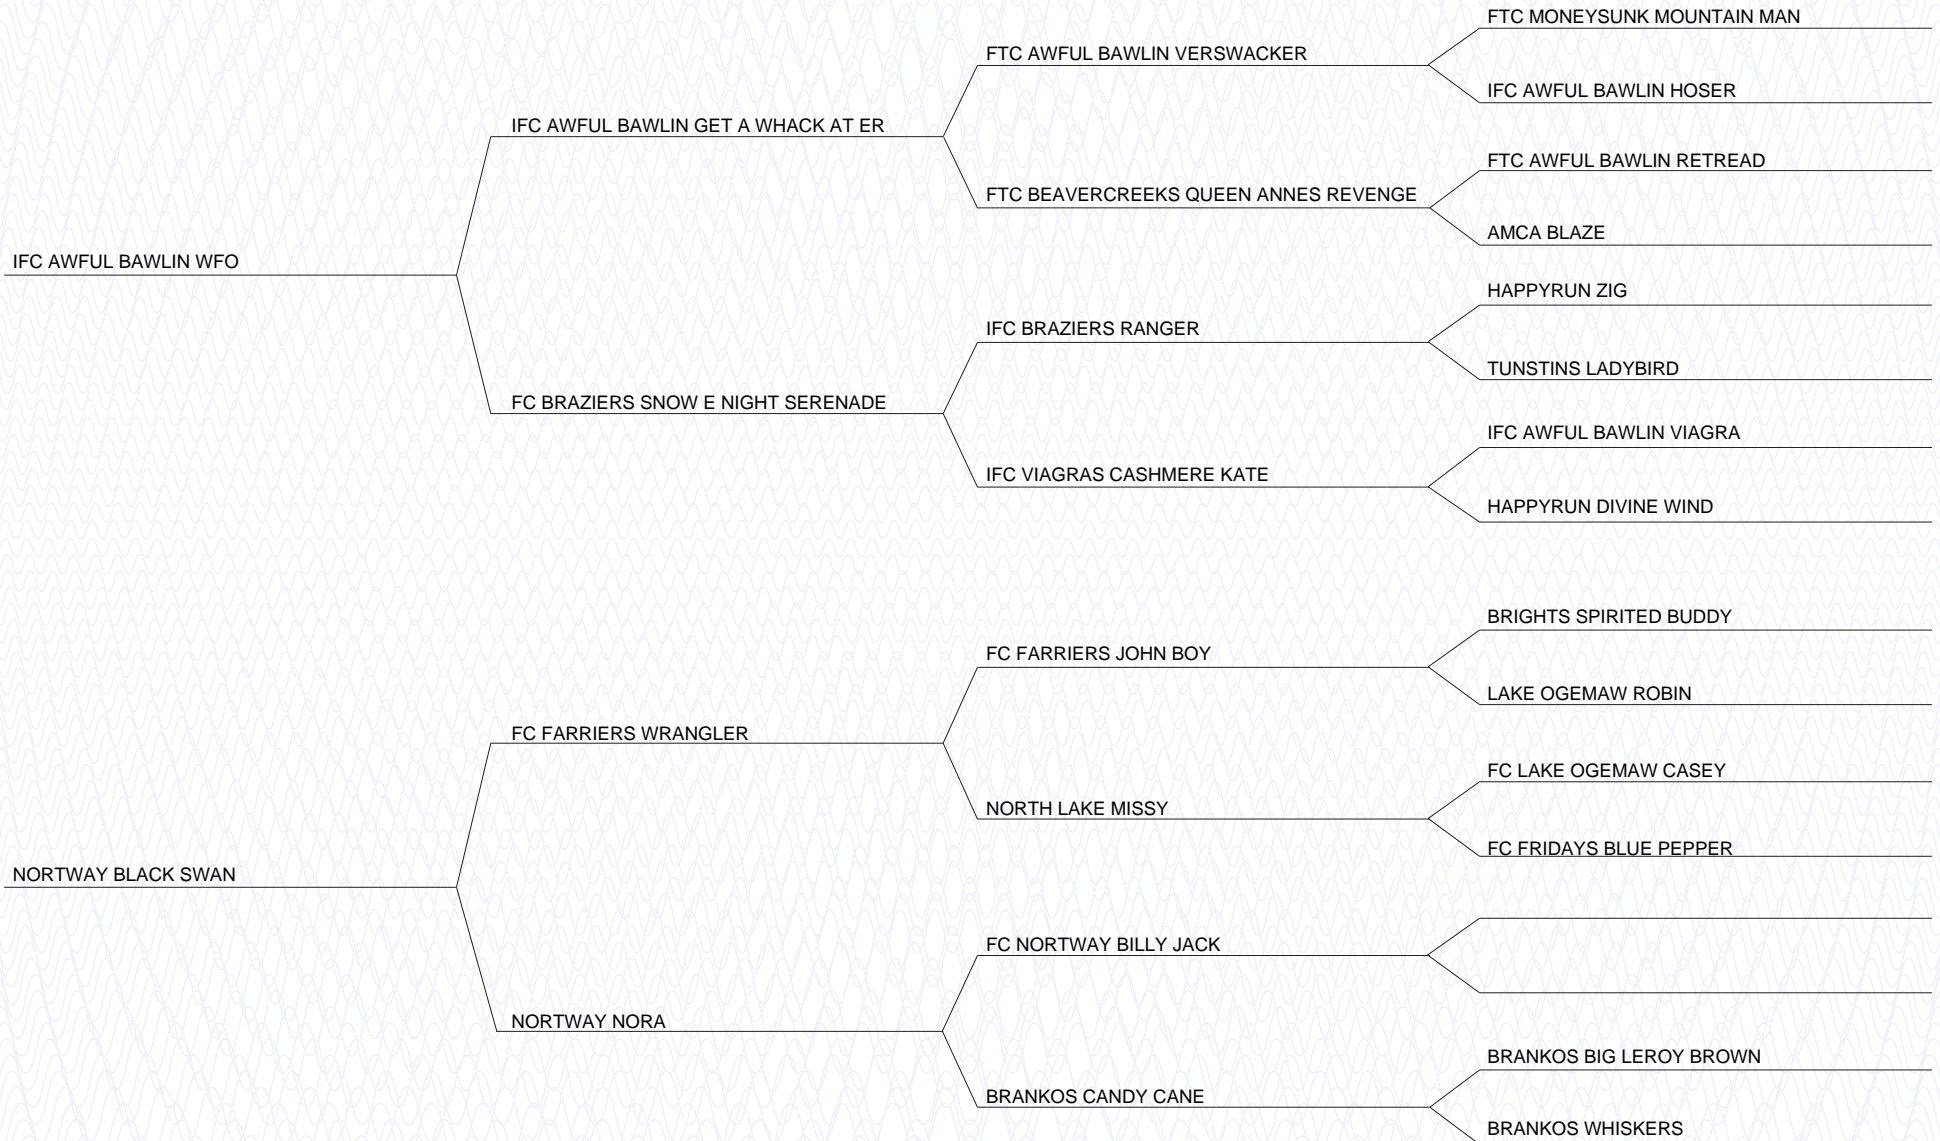 FTC MONEYSUNK MOUNTAIN MAN
FTC AWFUL BAWLIN VERSWACKER
IFC AWFUL BAWLIN HOSER
IFC AWFUL BAWLIN GET A WHACK AT ER
FTC AWFUL BAWLIN RETREAD
FTC BEAVERCREEKS QUEEN ANNES REVENGE
AMCA BLAZE
IFC AWFUL BAWLIN WFO
HAPPYRUN ZIG
IFC BRAZIERS RANGER
TUNSTINS LADYBIRD
FC BRAZIERS SNOW E NIGHT SERENADE
IFC AWFUL BAWLIN VIAGRA
IFC VIAGRAS CASHMERE KATE
HAPPYRUN DIVINE WIND
BRIGHTS SPIRITED BUDDY
FC FARRIERS JOHN BOY
LAKE OGEMAW ROBIN
FC FARRIERS WRANGLER
FC LAKE OGEMAW CASEY
NORTH LAKE MISSY
FC FRIDAYS BLUE PEPPER
NORTWAY BLACK SWAN
FC NORTWAY BILLY JACK
NORTWAY NORA
BRANKOS BIG LEROY BROWN
BRANKOS CANDY CANE
BRANKOS WHISKERS